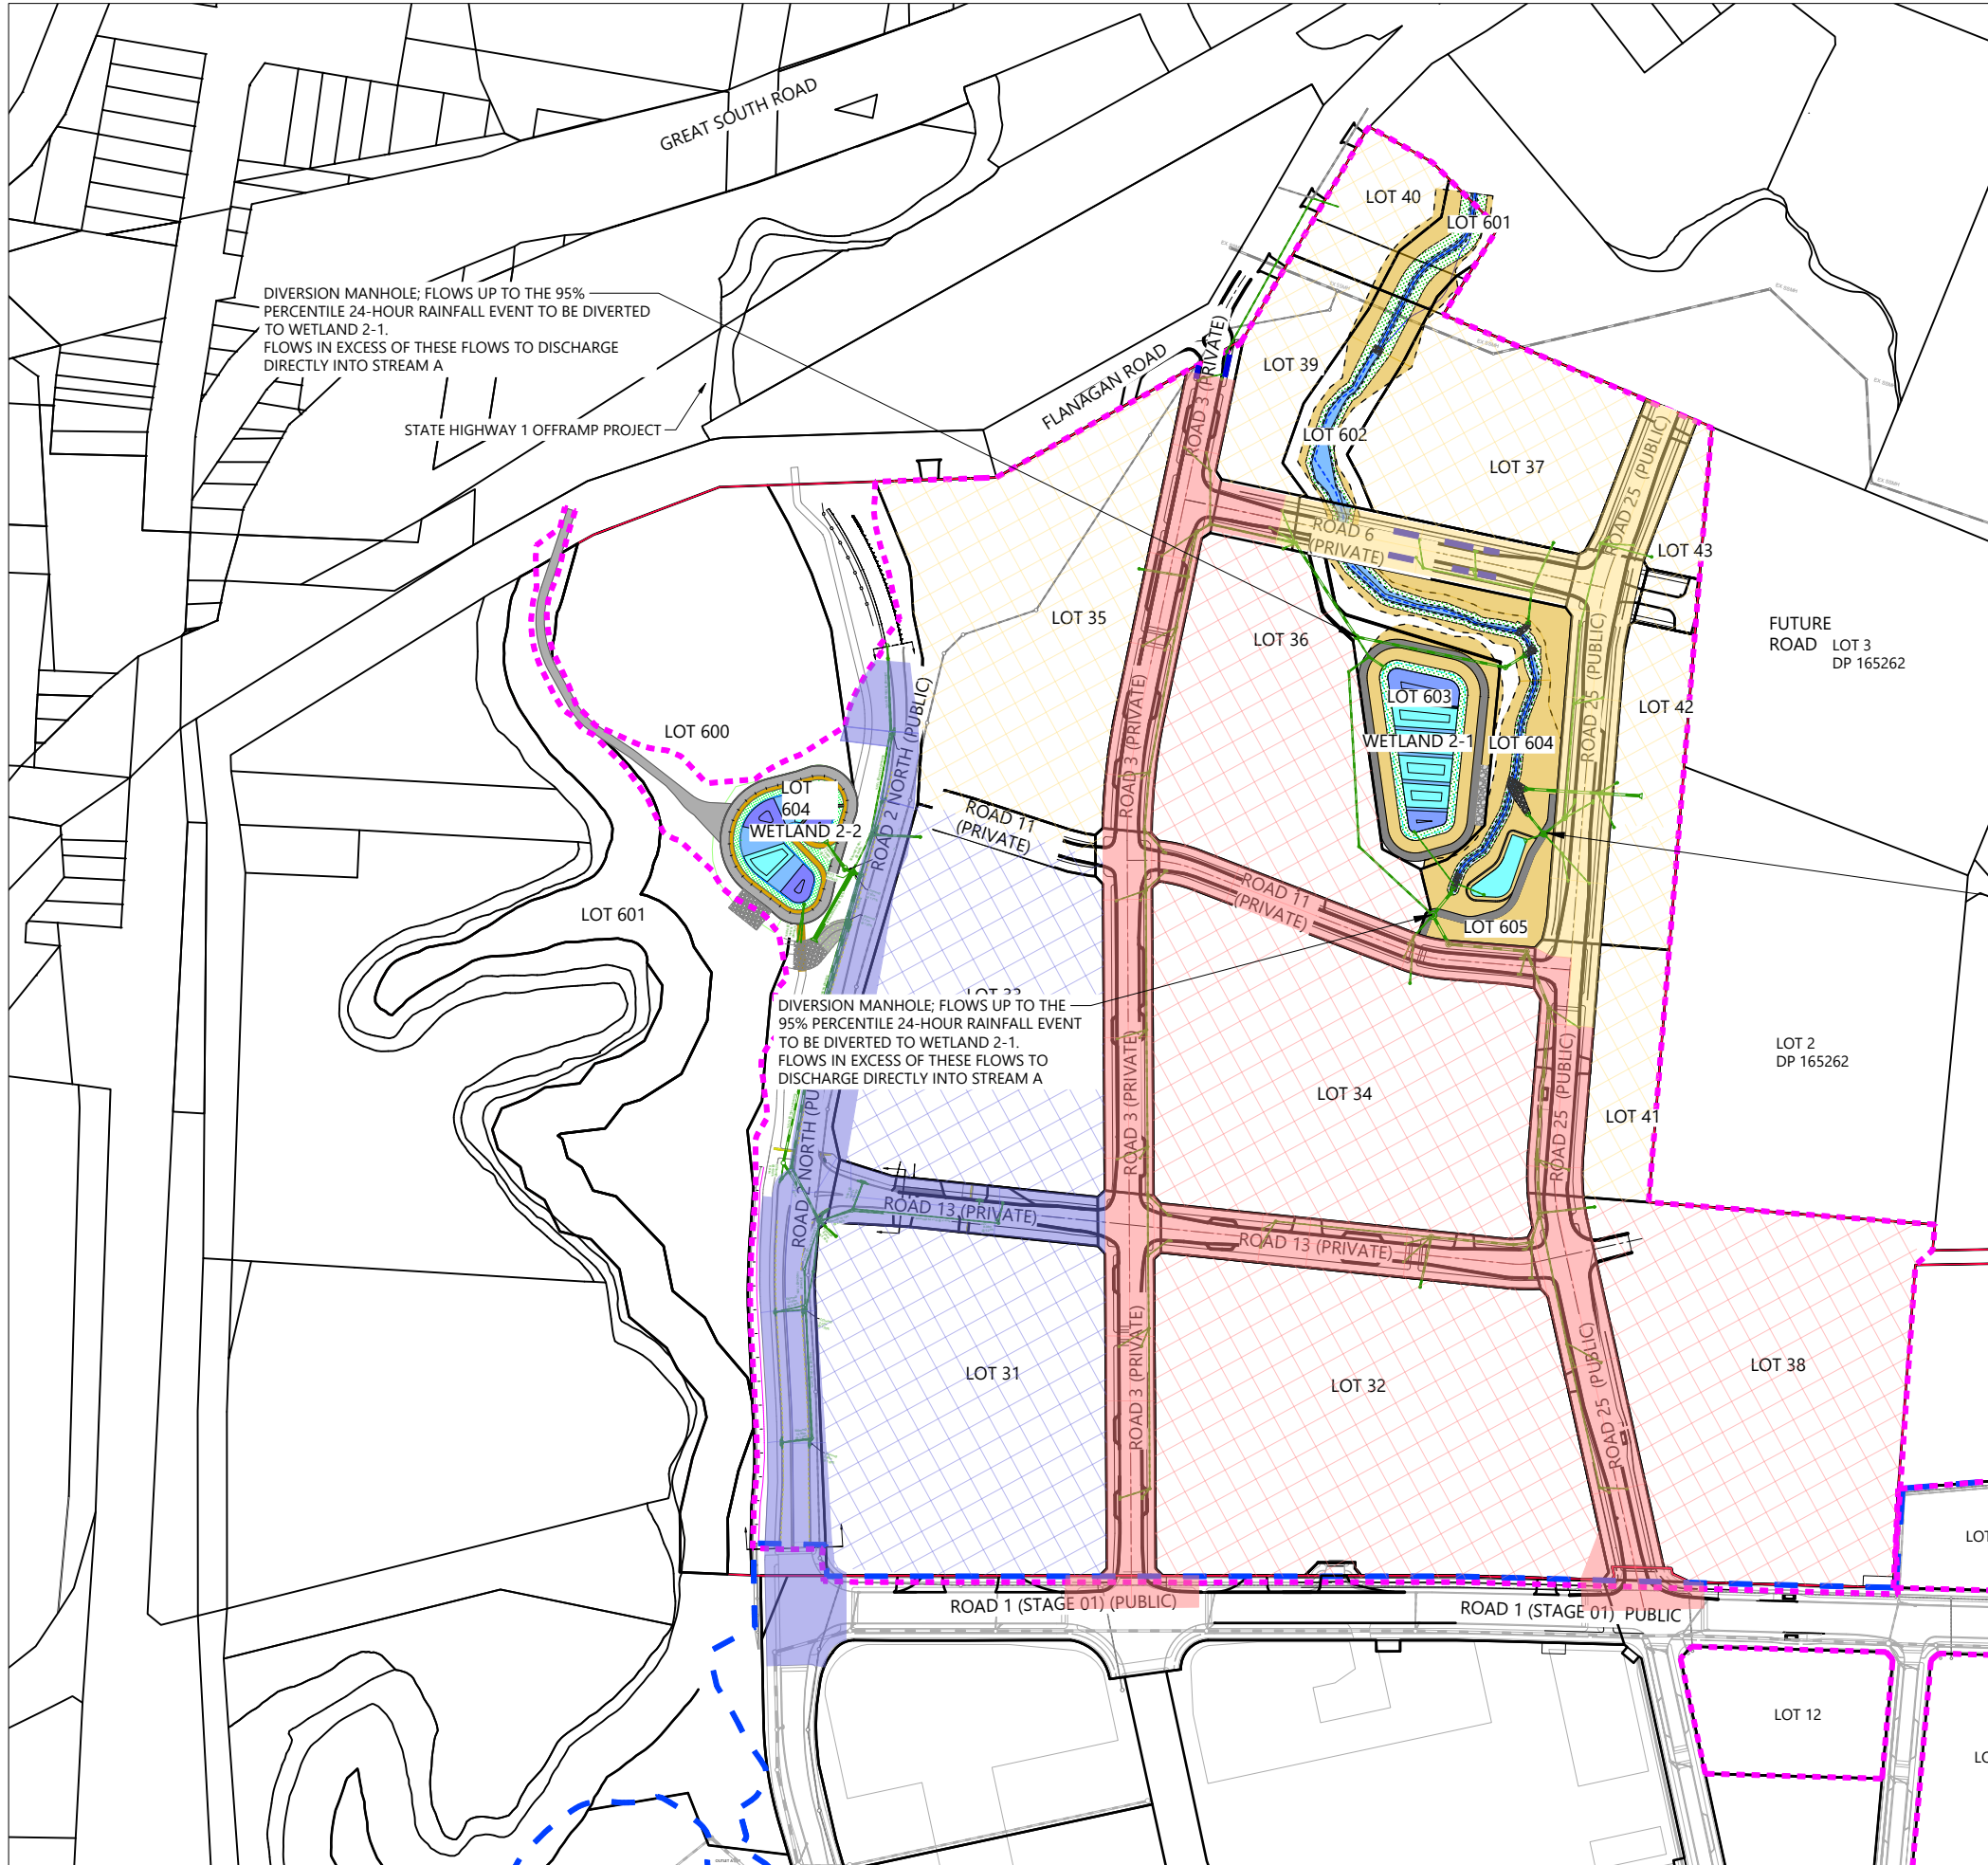 GREAT SOUTH ROAD
LOT 40
LOT 601
DIVERSION MANHOLE; FLOWS UP TO THE 95%
PERCENTILE 24-HOUR RAINFALL EVENT TO BE DIVERTED
TO WETLAND 2-1.
FLOWS IN EXCESS OF THESE FLOWS TO DISCHARGE
DIRECTLY INTO STREAM A
STATE HIGHWAY 1 OFFRAMP PROJECT
FLANAGAN ROAD
ROAD 3 (PRIVATE)
LOT 39
LOT 602
LOT 37
ROAD 25 (PUBLIC)
ROAD 6
(PRIVATE)
LOT 43
LOT 35
LOT 36
FUTURE
ROAD
LOT 3
DP 165262
LOT 603
LOT 42
LOT 600
ROAD 2 NORTH (PUBLIC)
ROAD 3 (PRIVATE)
WETLAND 2-1
LOT 604
ROAD 25 (PUBLIC)
LOT
604
WETLAND 2-2
ROAD 11
(PRIVATE)
ROAD 11
(PRIVATE)
LOT 601
LOT 605
DIVERSION MANHOLE; FLOWS UP TO THE
95% PERCENTILE 24-HOUR RAINFALL EVENT
TO BE DIVERTED TO WETLAND 2-1.
FLOWS IN EXCESS OF THESE FLOWS TO
DISCHARGE DIRECTLY INTO STREAM A
LOT 2
DP 165262
LOT 34
ROAD 3 (PRIVATE)
ROAD 25 (PUBLIC)
LOT 41
ROAD 2 NORTH (PU
ROAD 13 (PRIVATE)
ROAD 13 (PRIVATE)
LOT 31
ROAD 3 (PRIVATE)
LOT 32
ROAD 25 (PUBLIC)
LOT 38
LOT
ROAD 1 (STAGE 01) (PUBLIC)
ROAD 1 (STAGE 01) PUBLIC
LOT 12